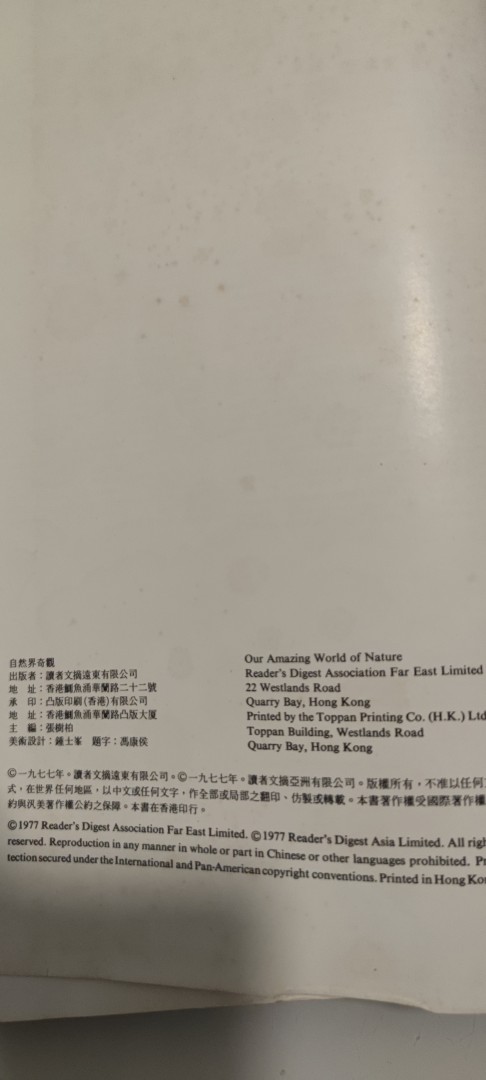 自然界奇觀
出版者：讀者文摘遠東有限公司
地　址：香港鰂魚涌華蘭路二十二號
承　印：凸版印刷(香港)有限公司
地　址：香港鰂魚涌華蘭路凸版大厦
主　編：張樹柏
美術設計：鍾士峯　題字：馮康侯
Our Amazing World of Nature
Reader's Digest Association Far East Limited
22 Westlands Road
Quarry Bay, Hong Kong
Printed by the Toppan Printing Co. (H.K.) Ltd
Toppan Building, Westlands Road
Quarry Bay, Hong Kong
©一九七七年。讀者文摘遠東有限公司。©一九七七年。讀者文摘亞洲有限公司。版權所有，不准以任何
式，在世界任何地區，以中文或任何文字，作全部或局部之翻印、仿製或轉載。本書著作權受國際著作權
約與汎美著作權公約之保障。本書在香港印行。
©1977 Reader's Digest Association Far East Limited. ©1977 Reader's Digest Asia Limited. All righ
reserved. Reproduction in any manner in whole or part in Chinese or other languages prohibited. Pr
tection secured under the International and Pan-American copyright conventions. Printed in Hong Ko